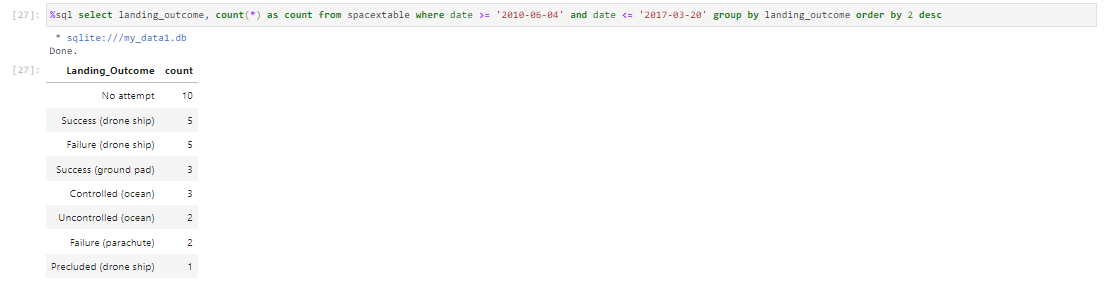 [27]: %sql select landing_outcome, count(*) as count from spacextable where date >= '2010-06-04' and date <= '2017-03-20' group by landing_outcome order by 2 desc
* sqlite:///my_data1.db
Done.
[27]: Landing_Outcome count
No attempt 10
Success (drone ship) 5
Failure (drone ship) 5
Success (ground pad) 3
Controlled (ocean) 3
Uncontrolled (ocean) 2
Failure (parachute) 2
Precluded (drone ship) 1